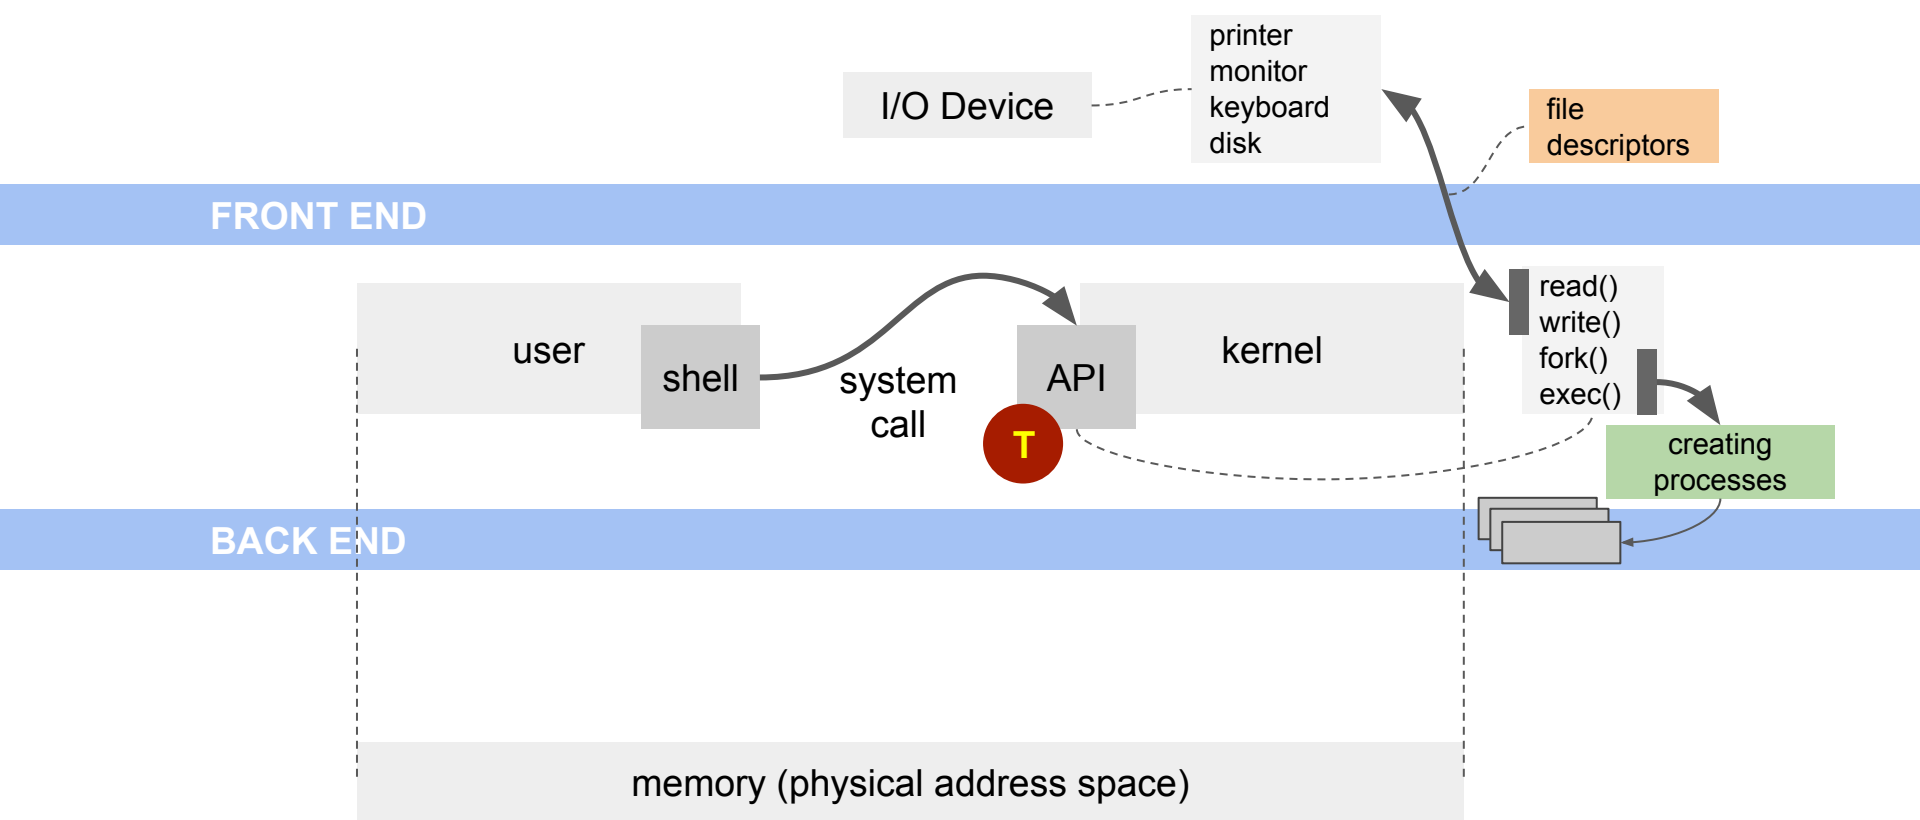 printer
monitor
keyboard
disk
I/O Device
file
descriptors
FRONT END
user
shell
system
call
API
T
kernel
read()
write()
fork()
exec()
creating
processes
BACK END
memory (physical address space)